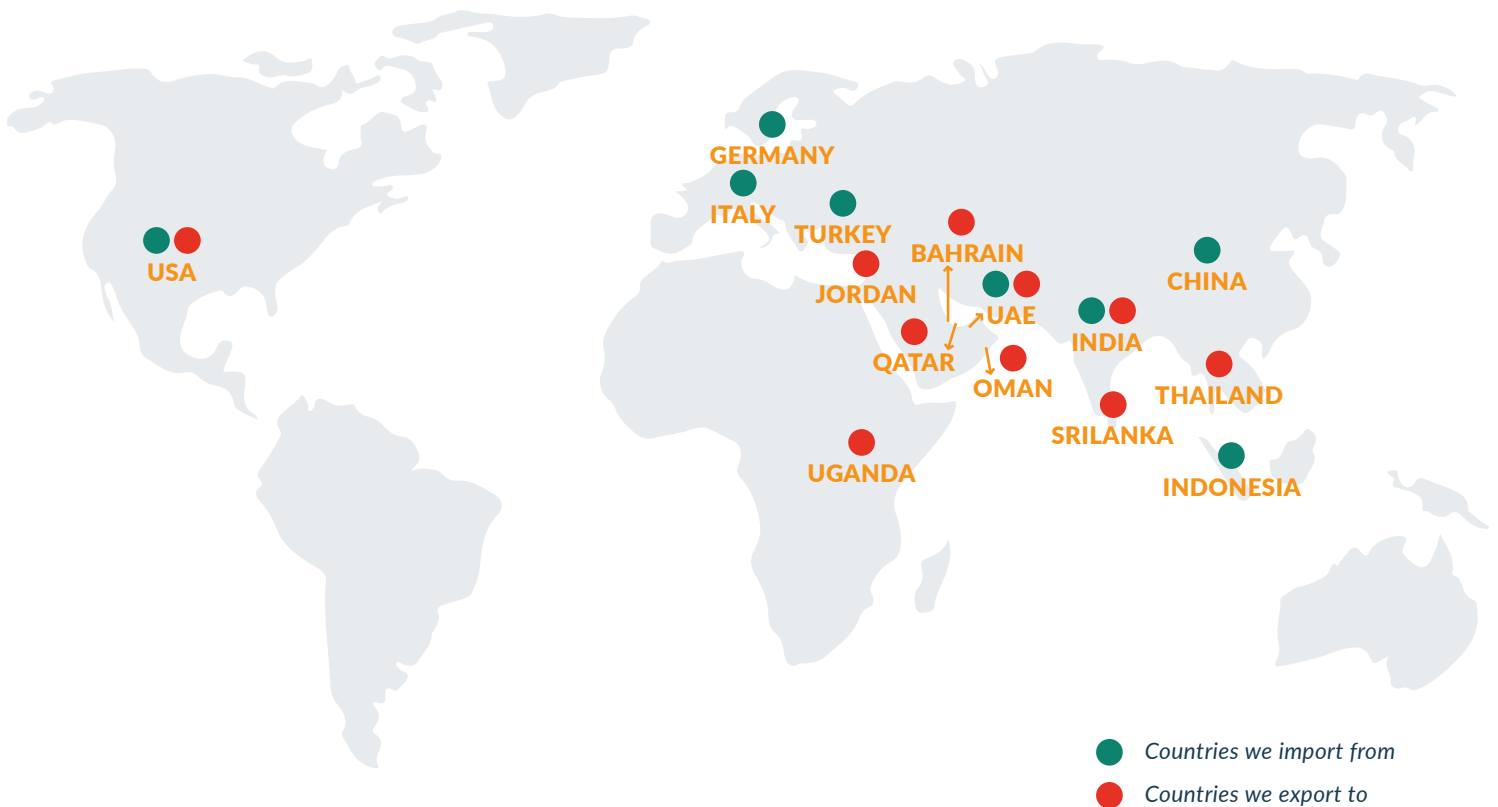 GERMANY
ITALY
TURKEY
BAHRAIN
USA
JORDAN
UAE
CHINA
INDIA
QATAR
OMAN
THAILAND
SRILANKA
UGANDA
INDONESIA
Countries we import from
Countries we export to